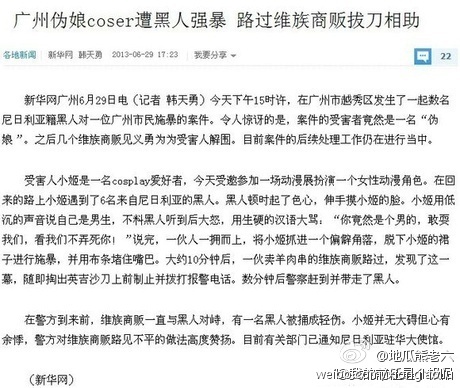 广州伪娘coser遭黑人强暴 路过维族商贩拔刀相助
各地新闻 | 新华网 韩天勇 | 2013-06-29 17:23 | 我要分享 22
新华网广州6月29日电（记者 韩天勇）今天下午15时许，在广州市越秀区发生了一起数名
尼日利亚籍黑人对一位广州市民施暴的案件。令人惊讶的是，案件的受害者竟然是一名“伪
娘”。之后几个维族商贩见义勇为为受害人解围。目前案件的后续处理工作仍在进行当中。
受害人小姬是一名cosplay爱好者，今天受邀参加一场动漫展扮演一个女性动漫角色。在回
来的路上小姬遇到了6名来自尼日利亚的黑人。黑人顿时起了色心，伸手摸小姬的脸。小姬用低
沉的声音说自己是男生，不料黑人听到后大怒，用生硬的汉语大骂：“你竟然是个男的，敢耍
我们，看我们不弄死你！”说完，一伙人一拥而上，将小姬抓进一个偏僻角落，脱下小姬的裙
子进行施暴，并用布条堵住嘴巴。大约10分钟后，一伙卖羊肉串的维族商贩路过，发现了这一
幕，随即掏出英吉沙刀上前制止并拨打报警电话。数分钟后警察赶到并带走了黑人。
在警方到来前，维族商贩一直与黑人对峙，有一名黑人被捅成轻伤。小姬并无大碍但心有
余悸，警方对维族商贩路见不平的做法高度赞扬。目前有关部门已通知尼日利亚驻华大使馆。
（新华网）
@地瓜熊老六